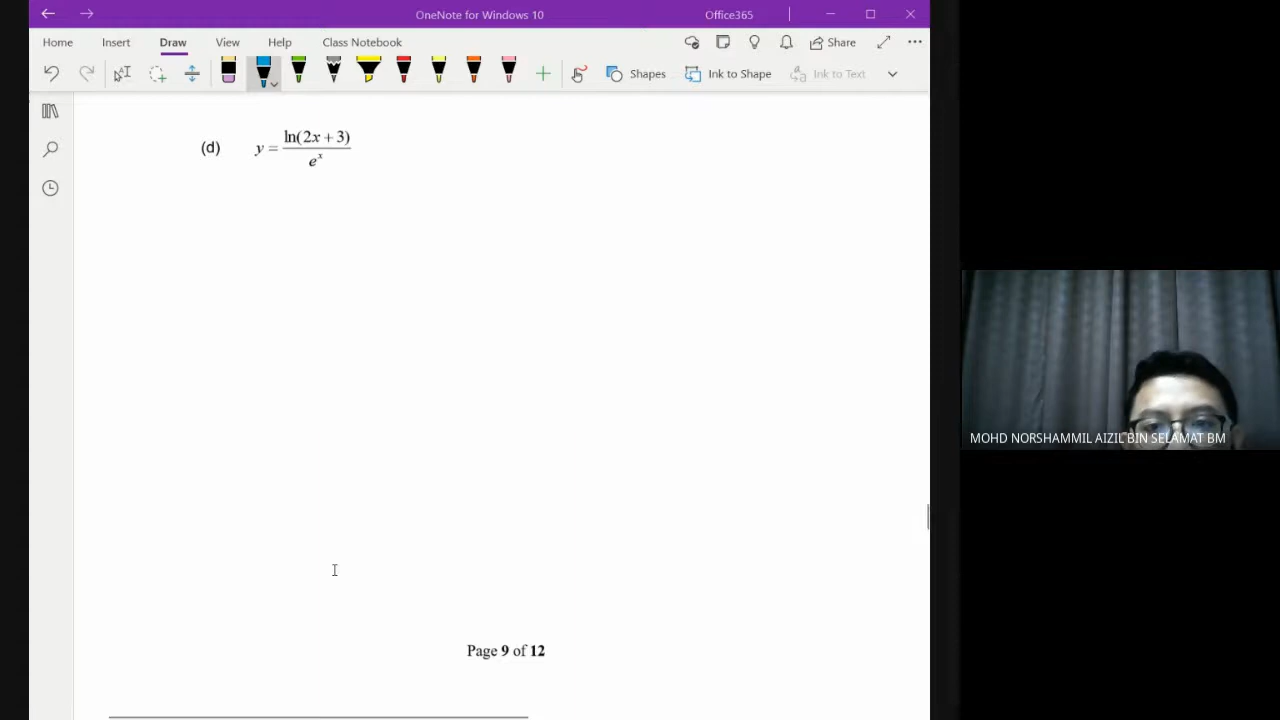 OneNote for Windows 10
Office365
Home Insert Draw View Help Class Notebook
Share
Shapes Ink to Shape Ink to Text
(d) y = ln(2x + 3) / e^x
MOHD NORSHAMMIL AIZIL BIN SELAMAT BM
Page 9 of 12